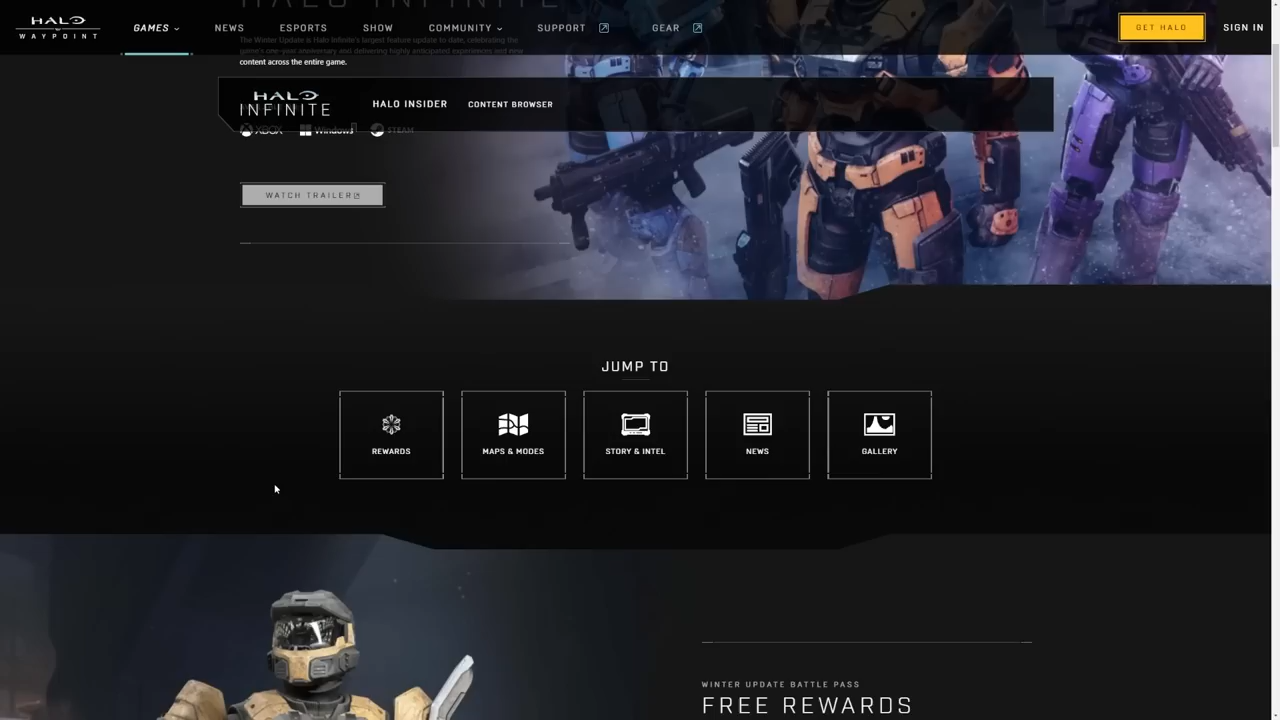 HALO INFINITE
HALO
WAYPOINT
GAMES
NEWS
ESPORTS
SHOW
COMMUNITY
SUPPORT
GEAR
GET HALO
SIGN IN
The Winter Update is Halo Infinite's largest feature update to date, celebrating the
game's one-year anniversary and delivering highly anticipated experiences and new
content across the entire game.
HALO
INFINITE
HALO INSIDER
CONTENT BROWSER
XBOX
Windows
STEAM
WATCH TRAILER
JUMP TO
REWARDS
MAPS & MODES
STORY & INTEL
NEWS
GALLERY
WINTER UPDATE BATTLE PASS
FREE REWARDS